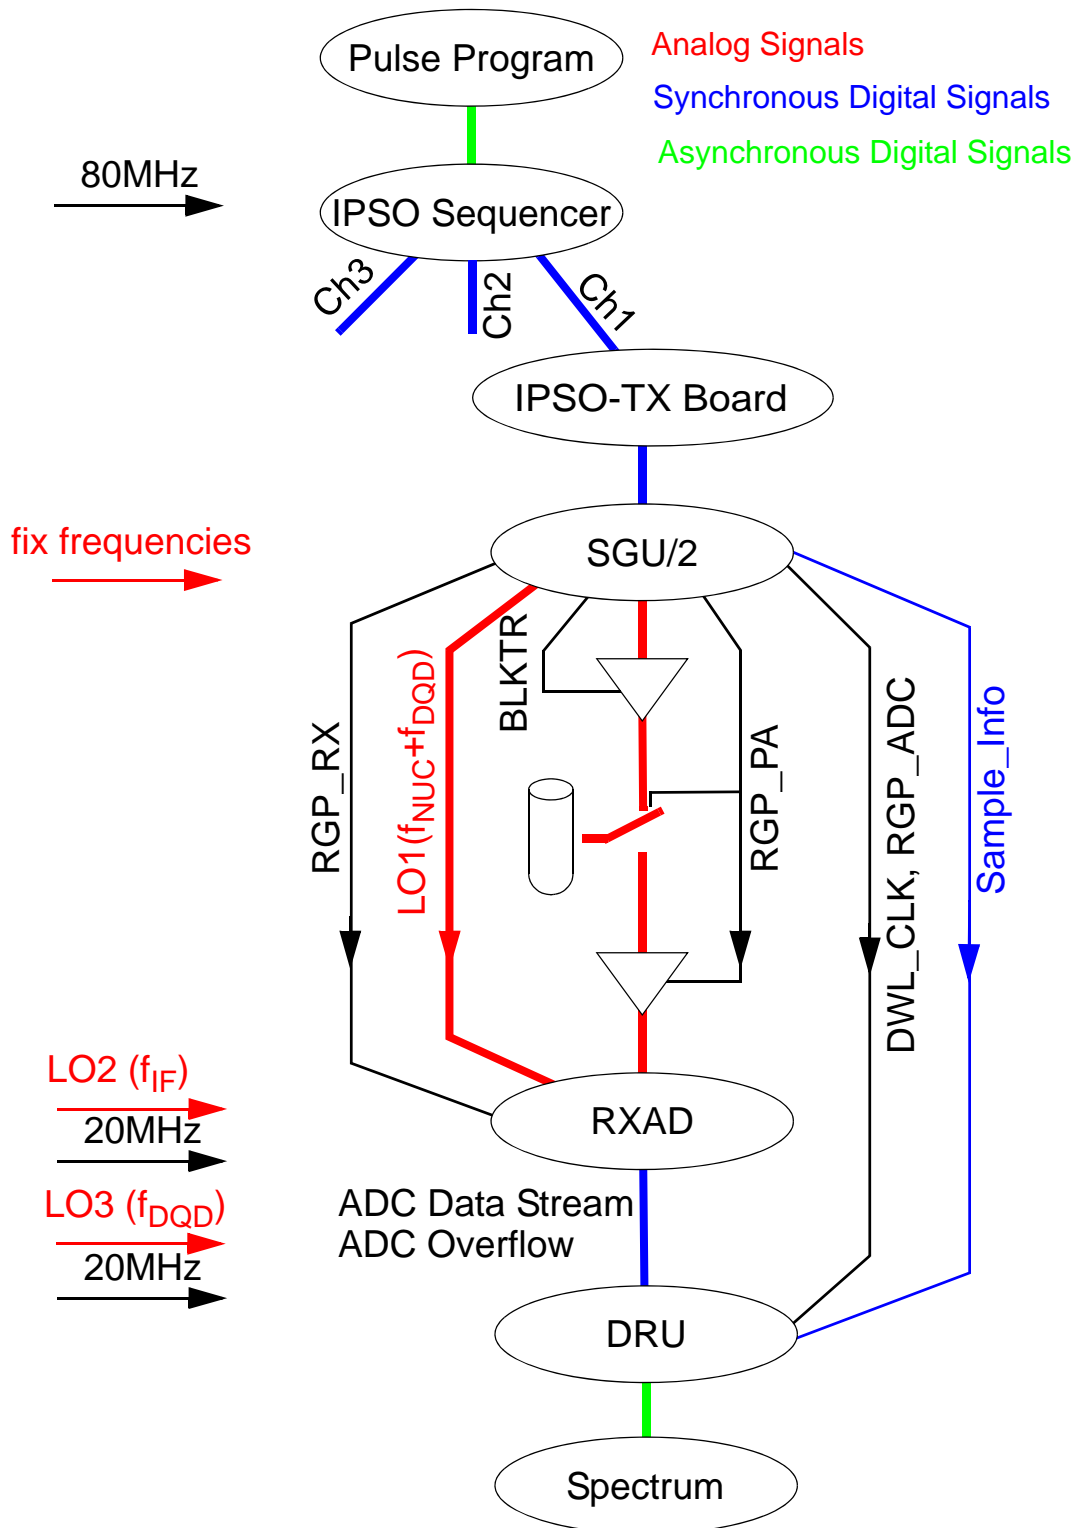 Pulse Program
Analog Signals
Synchronous Digital Signals
Asynchronous Digital Signals
80MHz
IPSO Sequencer
Ch3
Ch2
Ch1
IPSO-TX Board
fix frequencies
SGU/2
RGP_RX
LO1(fNUC+fDQD)
BLKTR
RGP_PA
DWL_CLK, RGP_ADC
Sample_Info
LO2 (fIF)
20MHz
RXAD
LO3 (fDQD)
20MHz
ADC Data Stream
ADC Overflow
DRU
Spectrum